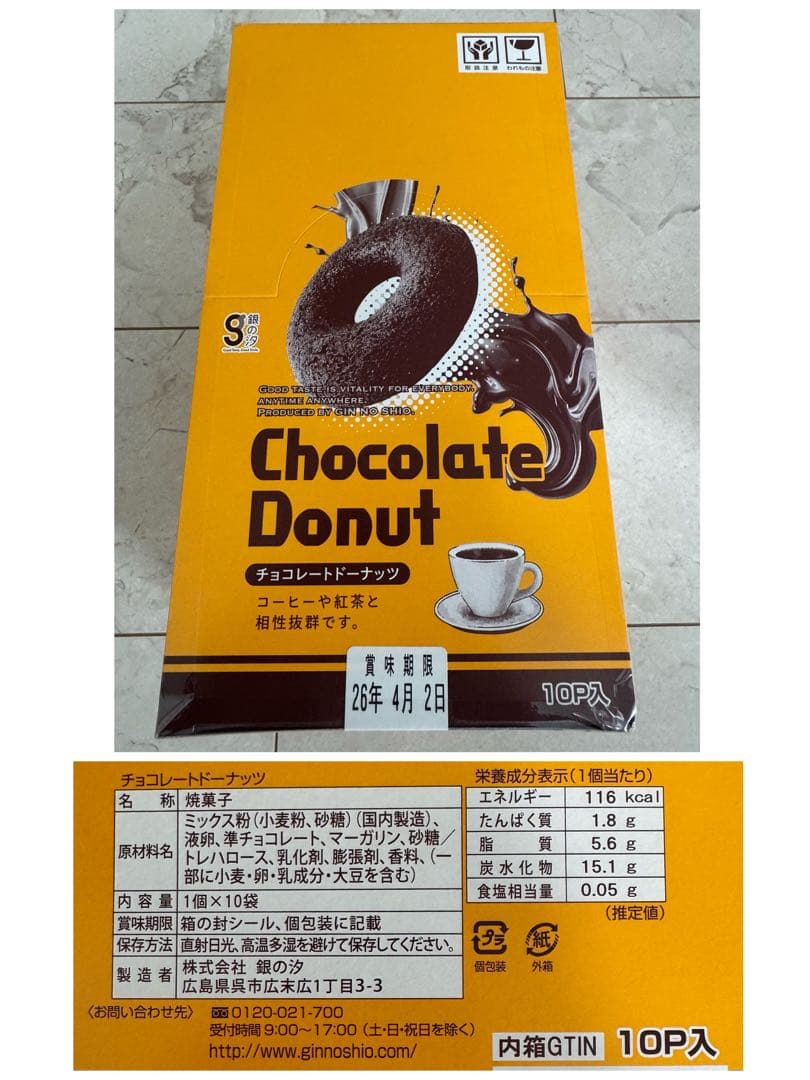 取扱注意
われもの注意
銀の汐
GOOD TASTE IS VITALITY FOR EVERYBODY.
ANYTIME ANYWHERE.
PRODUCED BY GIN NO SHIO.
Chocolate
Donut
チョコレートドーナッツ
コーヒーや紅茶と
相性抜群です。
賞味期限
26年 4月 2日
10P入
チョコレートドーナッツ
名称 焼菓子
原材料名 ミックス粉(小麦粉、砂糖)(国内製造)、
液卵、準チョコレート、マーガリン、砂糖/
トレハロース、乳化剤、膨張剤、香料、(一
部に小麦・卵・乳成分・大豆を含む)
内容量 1個×10袋
賞味期限 箱の封シール、個包装に記載
保存方法 直射日光、高温多湿を避けて保存してください。
製造者 株式会社 銀の汐
広島県呉市広末広1丁目3-3
〈お問い合わせ先〉 0120-021-700
受付時間 9:00~17:00(土・日・祝日を除く)
http://www.ginnoshio.com/
栄養成分表示(1個当たり)
エネルギー 116 kcal
たんぱく質 1.8 g
脂質 5.6 g
炭水化物 15.1 g
食塩相当量 0.05 g
(推定値)
プラ 紙
個包装 外箱
内箱GTIN 10P入